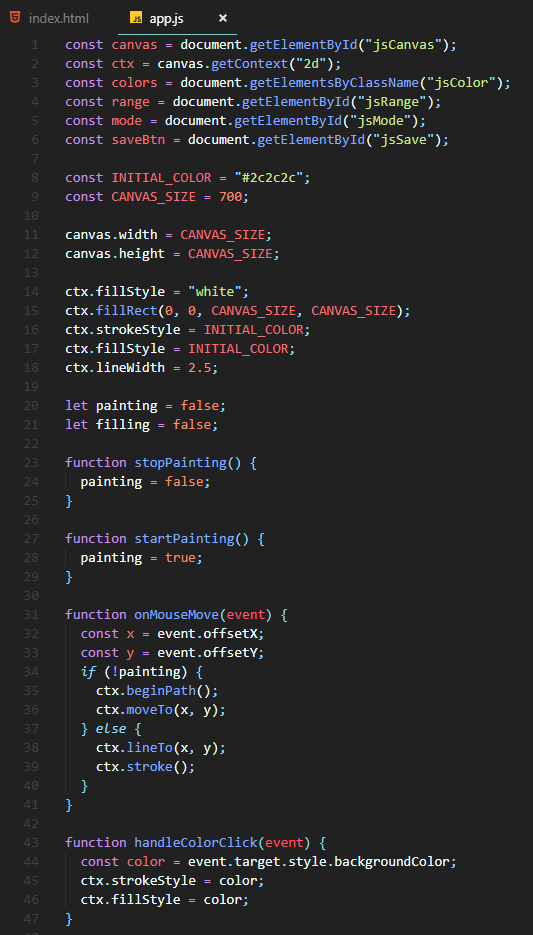 index.html app.js ×
1 const canvas = document.getElementById("jsCanvas");
2 const ctx = canvas.getContext("2d");
3 const colors = document.getElementsByClassName("jsColor");
4 const range = document.getElementById("jsRange");
5 const mode = document.getElementById("jsMode");
6 const saveBtn = document.getElementById("jsSave");
7
8 const INITIAL_COLOR = "#2c2c2c";
9 const CANVAS_SIZE = 700;
10
11 canvas.width = CANVAS_SIZE;
12 canvas.height = CANVAS_SIZE;
13
14 ctx.fillStyle = "white";
15 ctx.fillRect(0, 0, CANVAS_SIZE, CANVAS_SIZE);
16 ctx.strokeStyle = INITIAL_COLOR;
17 ctx.fillStyle = INITIAL_COLOR;
18 ctx.lineWidth = 2.5;
19
20 let painting = false;
21 let filling = false;
22
23 function stopPainting() {
24   painting = false;
25 }
26
27 function startPainting() {
28   painting = true;
29 }
30
31 function onMouseMove(event) {
32   const x = event.offsetX;
33   const y = event.offsetY;
34   if (!painting) {
35     ctx.beginPath();
36     ctx.moveTo(x, y);
37   } else {
38     ctx.lineTo(x, y);
39     ctx.stroke();
40   }
41 }
42
43 function handleColorClick(event) {
44   const color = event.target.style.backgroundColor;
45   ctx.strokeStyle = color;
46   ctx.fillStyle = color;
47 }